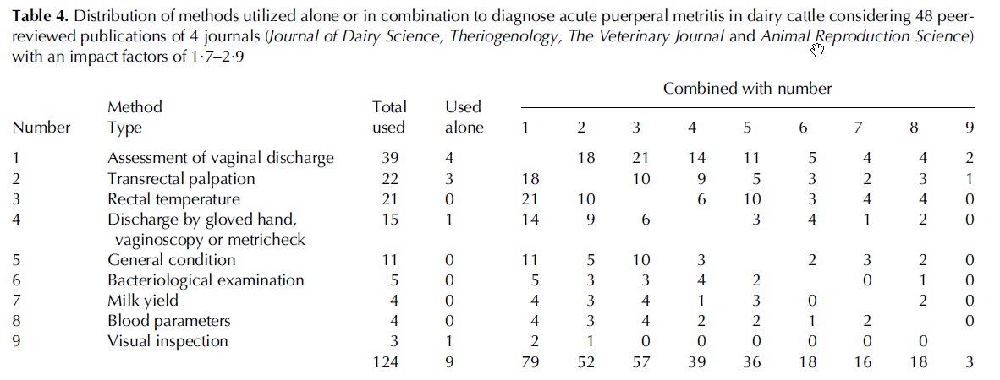 Table 4. Distribution of methods utilized alone or in combination to diagnose acute puerperal metritis in dairy cattle considering 48 peer-
reviewed publications of 4 journals (Journal of Dairy Science, Theriogenology, The Veterinary Journal and Animal Reproduction Science)
with an impact factors of 1·7–2·9
Combined with number
Method Total Used
Number Type used alone 1 2 3 4 5 6 7 8 9
1 Assessment of vaginal discharge 39 4 18 21 14 11 5 4 4 2
2 Transrectal palpation 22 3 18 10 9 5 3 2 3 1
3 Rectal temperature 21 0 21 10 6 10 3 4 4 0
4 Discharge by gloved hand, 15 1 14 9 6 3 4 1 2 0
vaginoscopy or metricheck
5 General condition 11 0 11 5 10 3 2 3 2 0
6 Bacteriological examination 5 0 5 3 3 4 2 0 1 0
7 Milk yield 4 0 4 3 4 1 3 0 2 0
8 Blood parameters 4 0 4 3 4 2 2 1 2 0
9 Visual inspection 3 1 2 1 0 0 0 0 0 0
124 9 79 52 57 39 36 18 16 18 3